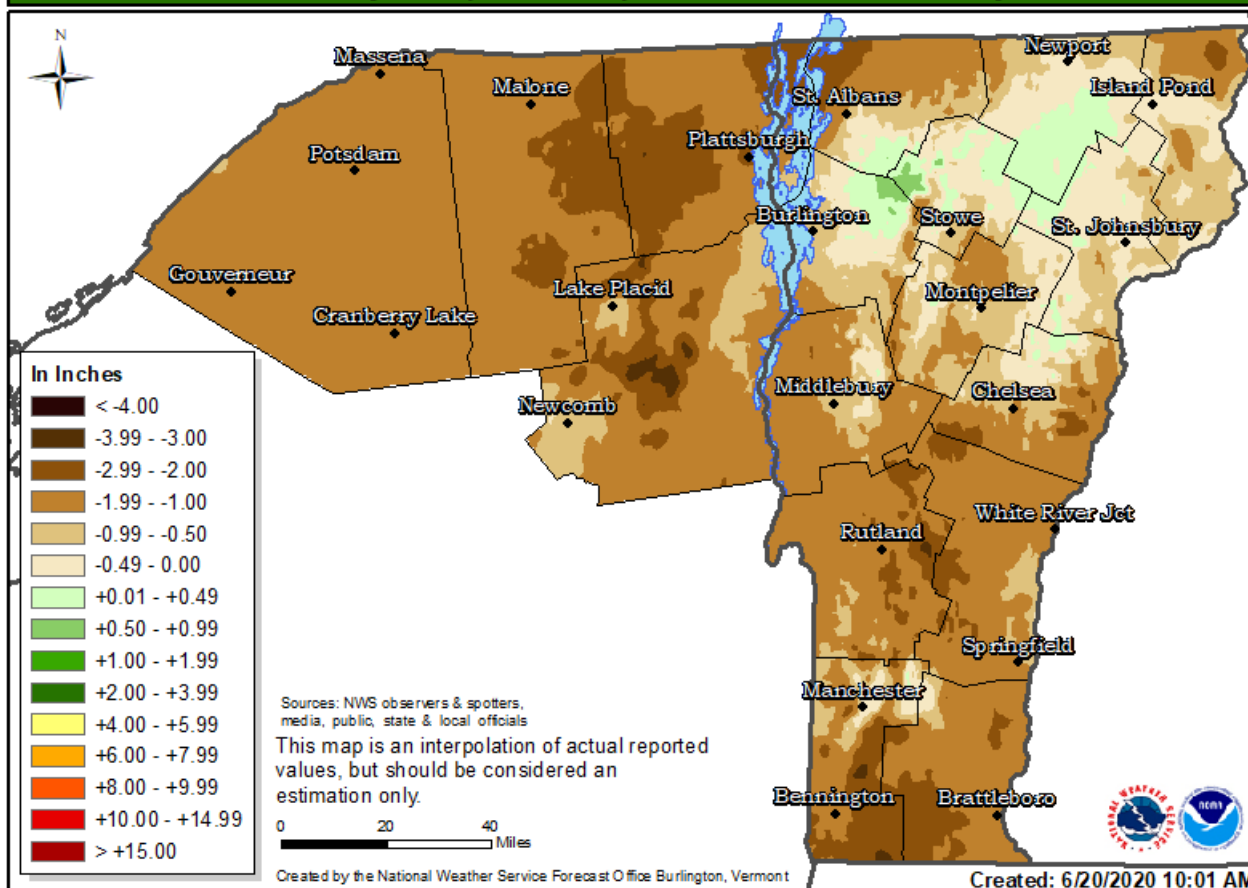 N
Massena
Malone
Newport
Island Pond
St. Albans
Plattsburgh
Potsdam
Burlington
Stowe
St. Johnsbury
Gouverneur
Lake Placid
Montpelier
Cranberry Lake
Middlebury
Chelsea
Newcomb
White River Jct
Rutland
Springfield
Manchester
Bennington
Brattleboro
In Inches
< -4.00
-3.99 - -3.00
-2.99 - -2.00
-1.99 - -1.00
-0.99 - -0.50
-0.49 - 0.00
+0.01 - +0.49
+0.50 - +0.99
+1.00 - +1.99
+2.00 - +3.99
+4.00 - +5.99
+6.00 - +7.99
+8.00 - +9.99
+10.00 - +14.99
> +15.00
Sources: NWS observers & spotters,
media, public, state & local officials
This map is an interpolation of actual reported
values, but should be considered an
estimation only.
0 20 40
Miles
Created by the National Weather Service Forecast Office Burlington, Vermont
NATIONAL WEATHER SERVICE
noaa
Created: 6/20/2020 10:01 AM